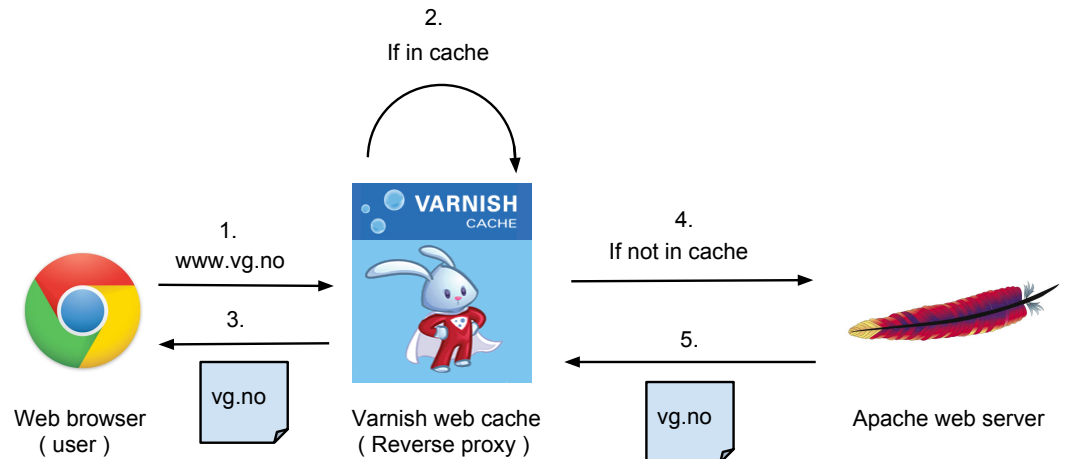 2.
If in cache
VARNISH
CACHE
1.
www.vg.no
4.
If not in cache
3.
5.
vg.no
vg.no
Web browser
( user )
Varnish web cache
( Reverse proxy )
Apache web server